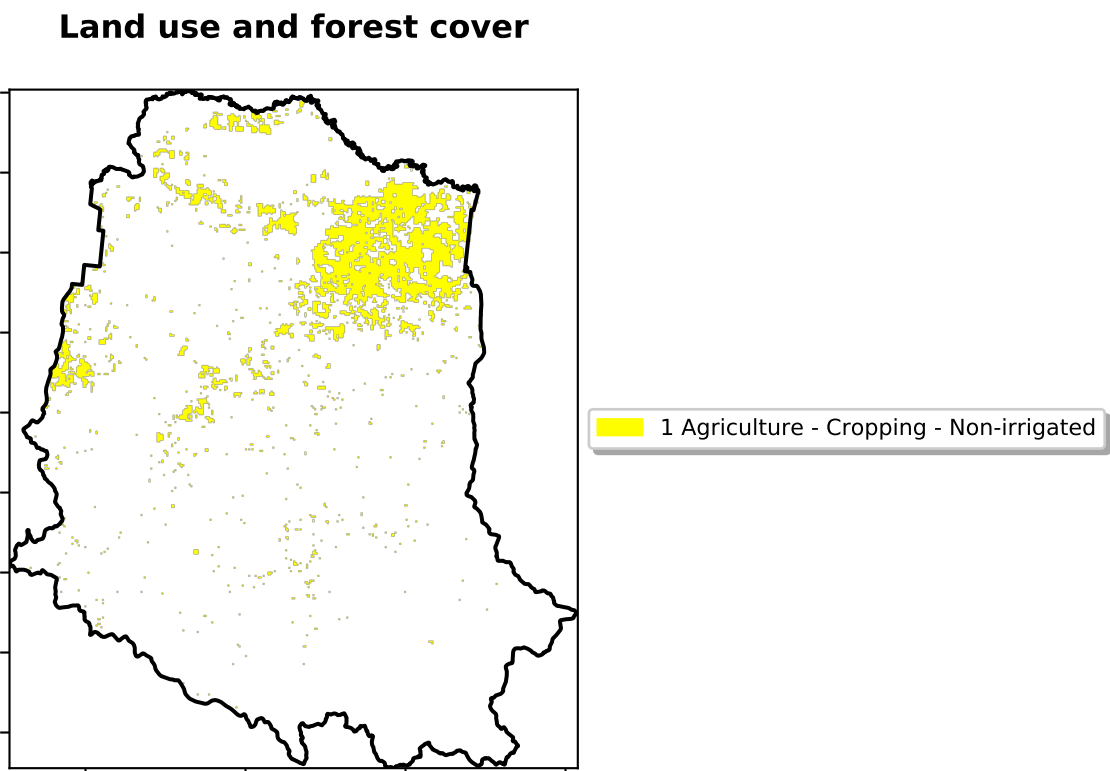 Land use and forest cover
1 Agriculture - Cropping - Non-irrigated